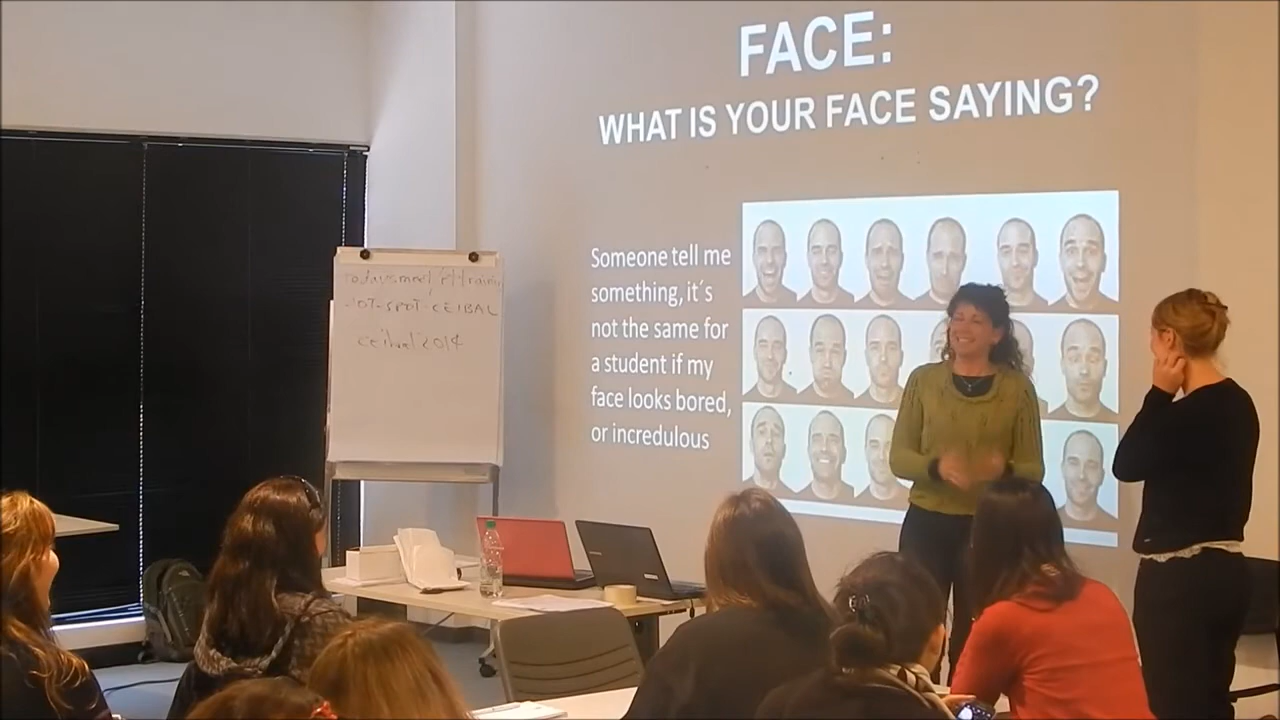 FACE:
WHAT IS YOUR FACE SAYING?
Someone tell me
something, it´s
not the same for
a student if my
face looks bored,
or incredulous
-SPOT-CEIBAL
ceibal2014